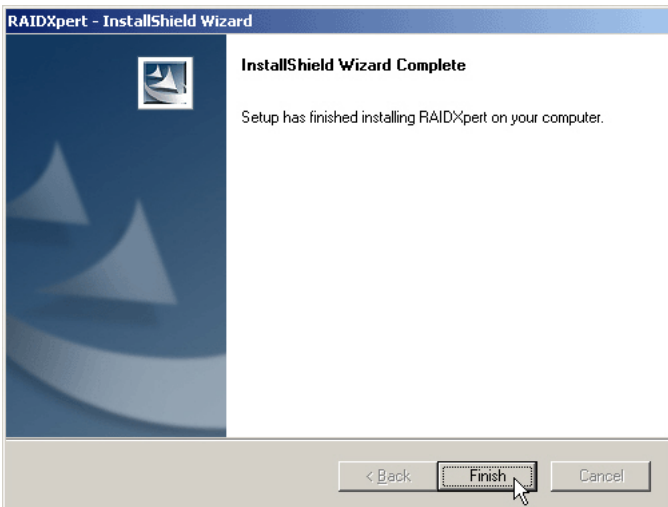 RAIDXpert - InstallShield Wizard
InstallShield Wizard Complete
Setup has finished installing RAIDXpert on your computer.
< Back
Finish
Cancel